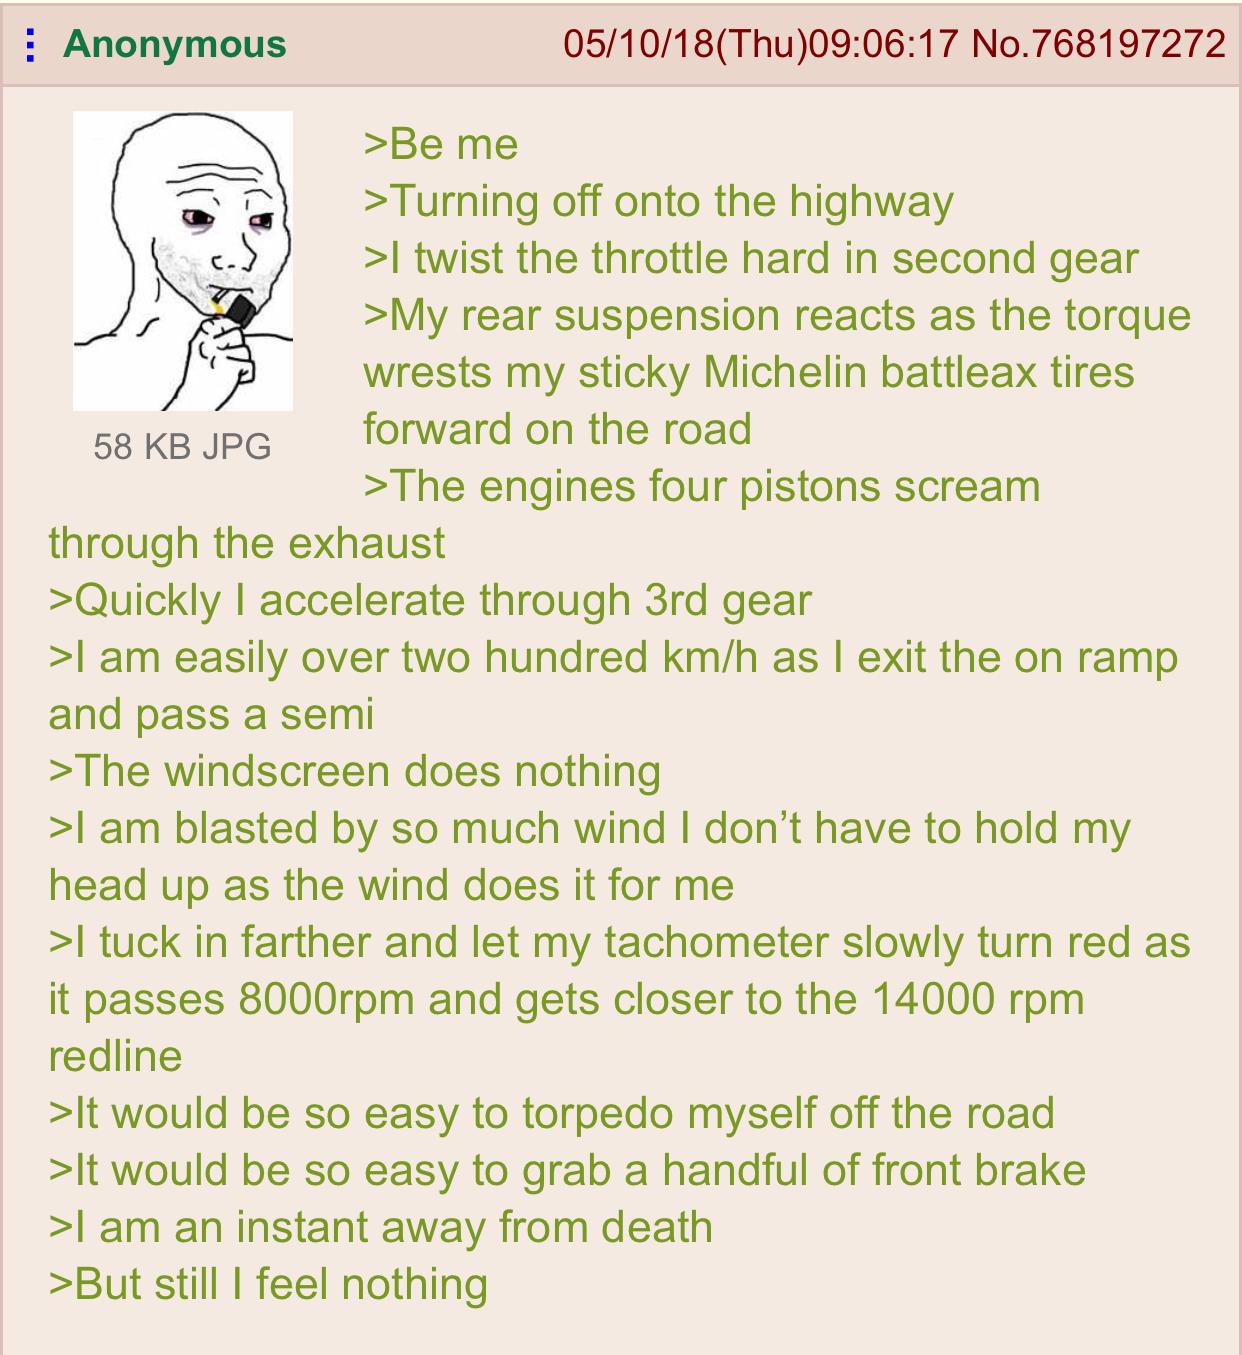 Anonymous 05/10/18(Thu)09:06:17 No.768197272
>Be me
>Turning off onto the highway
>I twist the throttle hard in second gear
>My rear suspension reacts as the torque
wrests my sticky Michelin battleax tires
forward on the road
58 KB JPG
>The engines four pistons scream
through the exhaust
>Quickly I accelerate through 3rd gear
>I am easily over two hundred km/h as I exit the on ramp
and pass a semi
>The windscreen does nothing
>I am blasted by so much wind I don’t have to hold my
head up as the wind does it for me
>I tuck in farther and let my tachometer slowly turn red as
it passes 8000rpm and gets closer to the 14000 rpm
redline
>It would be so easy to torpedo myself off the road
>It would be so easy to grab a handful of front brake
>I am an instant away from death
>But still I feel nothing